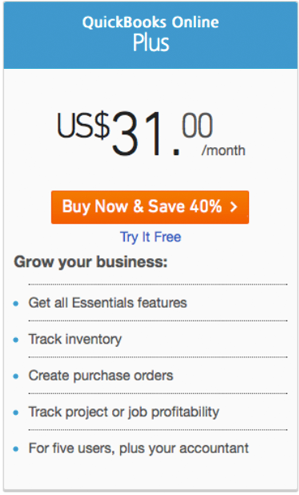 QuickBooks Online
Plus
US$31.00
/month
Buy Now & Save 40% >
Try It Free
Grow your business:
Get all Essentials features
Track inventory
Create purchase orders
Track project or job profitability
For five users, plus your accountant